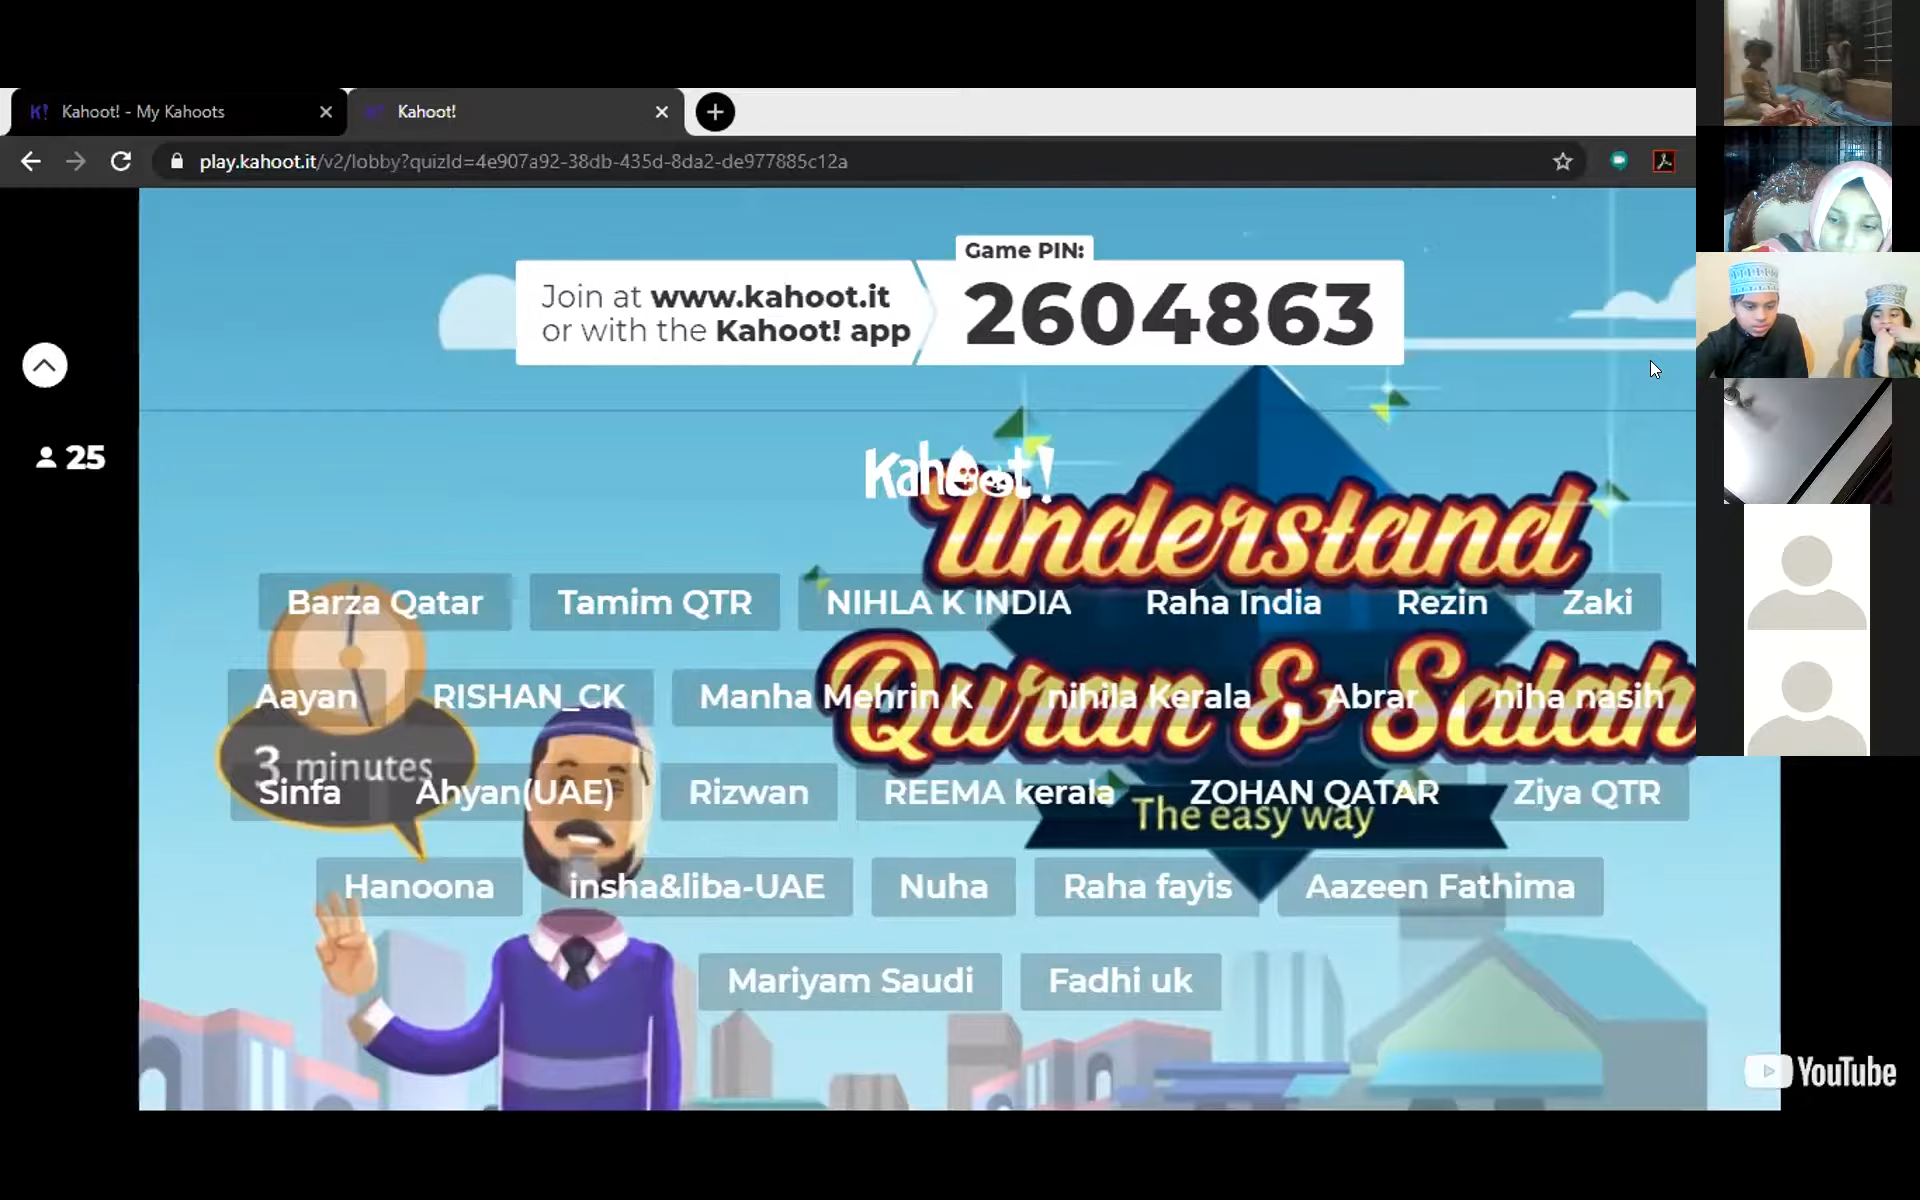 Kahoot! - My Kahoots
Kahoot!
play.kahoot.it/v2/lobby?quizId=4e907a92-38db-435d-8da2-de977885c12a
Game PIN:
Join at www.kahoot.it
or with the Kahoot! app
2604863
25
Kahoot!
Understand
Quran & Salah
The easy way
3 minutes
Barza Qatar Tamim QTR NIHLA K INDIA Raha India Rezin Zaki
Aayan RISHAN_CK Manha Mehrin K nihila Kerala Abrar niha nasih
Sinfa Ahyan(UAE) Rizwan REEMA kerala ZOHAN QATAR Ziya QTR
Hanoona insha&liba-UAE Nuha Raha fayis Aazeen Fathima
Mariyam Saudi Fadhi uk
YouTube